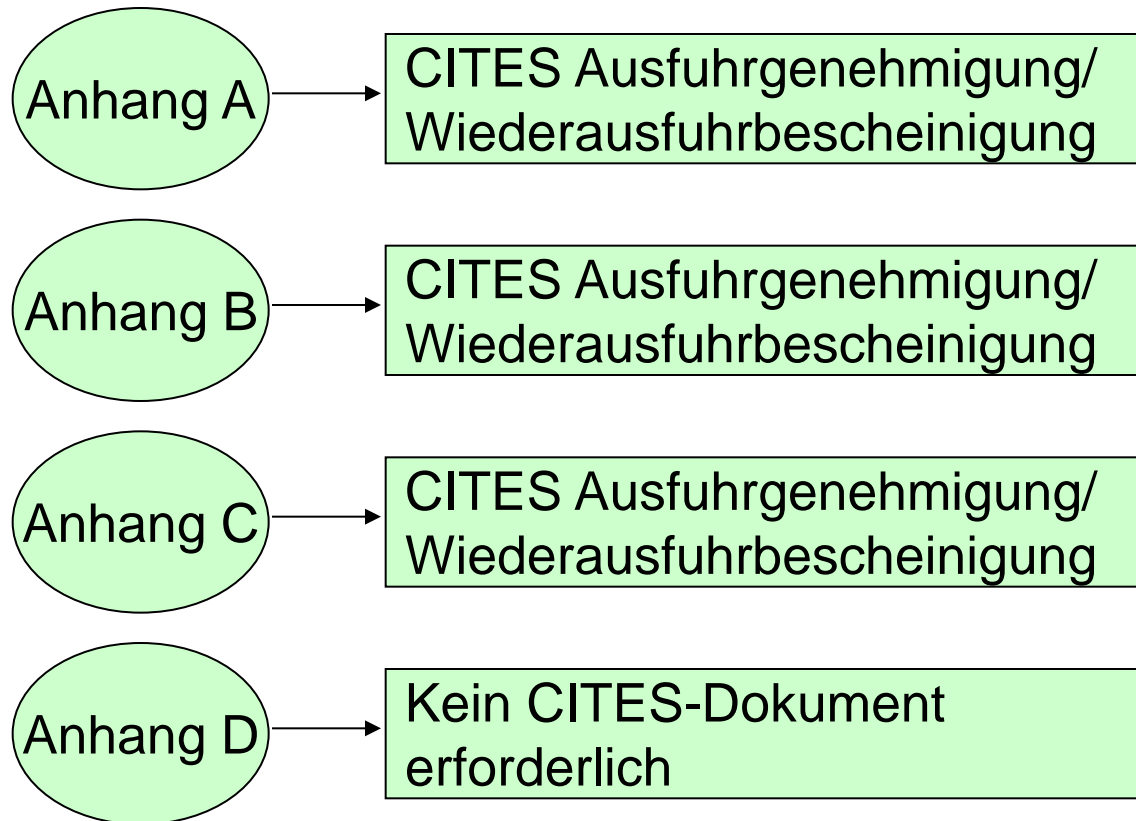 Anhang A
CITES Ausfuhrgenehmigung/
Wiederausfuhrbescheinigung
Anhang B
CITES Ausfuhrgenehmigung/
Wiederausfuhrbescheinigung
Anhang C
CITES Ausfuhrgenehmigung/
Wiederausfuhrbescheinigung
Anhang D
Kein CITES-Dokument
erforderlich